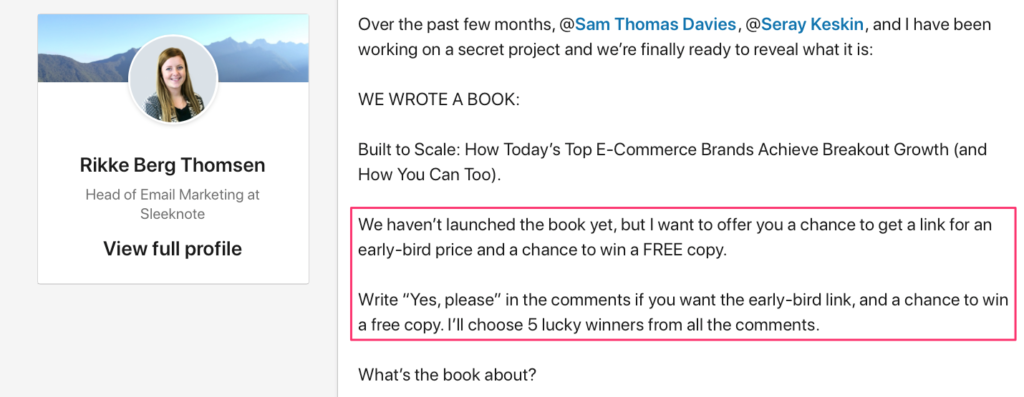 Rikke Berg Thomsen
Head of Email Marketing at
Sleeknote
View full profile
Over the past few months, @Sam Thomas Davies, @Seray Keskin, and I have been
working on a secret project and we’re finally ready to reveal what it is:
WE WROTE A BOOK:
Built to Scale: How Today’s Top E-Commerce Brands Achieve Breakout Growth (and
How You Can Too).
We haven’t launched the book yet, but I want to offer you a chance to get a link for an
early-bird price and a chance to win a FREE copy.
Write “Yes, please” in the comments if you want the early-bird link, and a chance to win
a free copy. I’ll choose 5 lucky winners from all the comments.
What’s the book about?